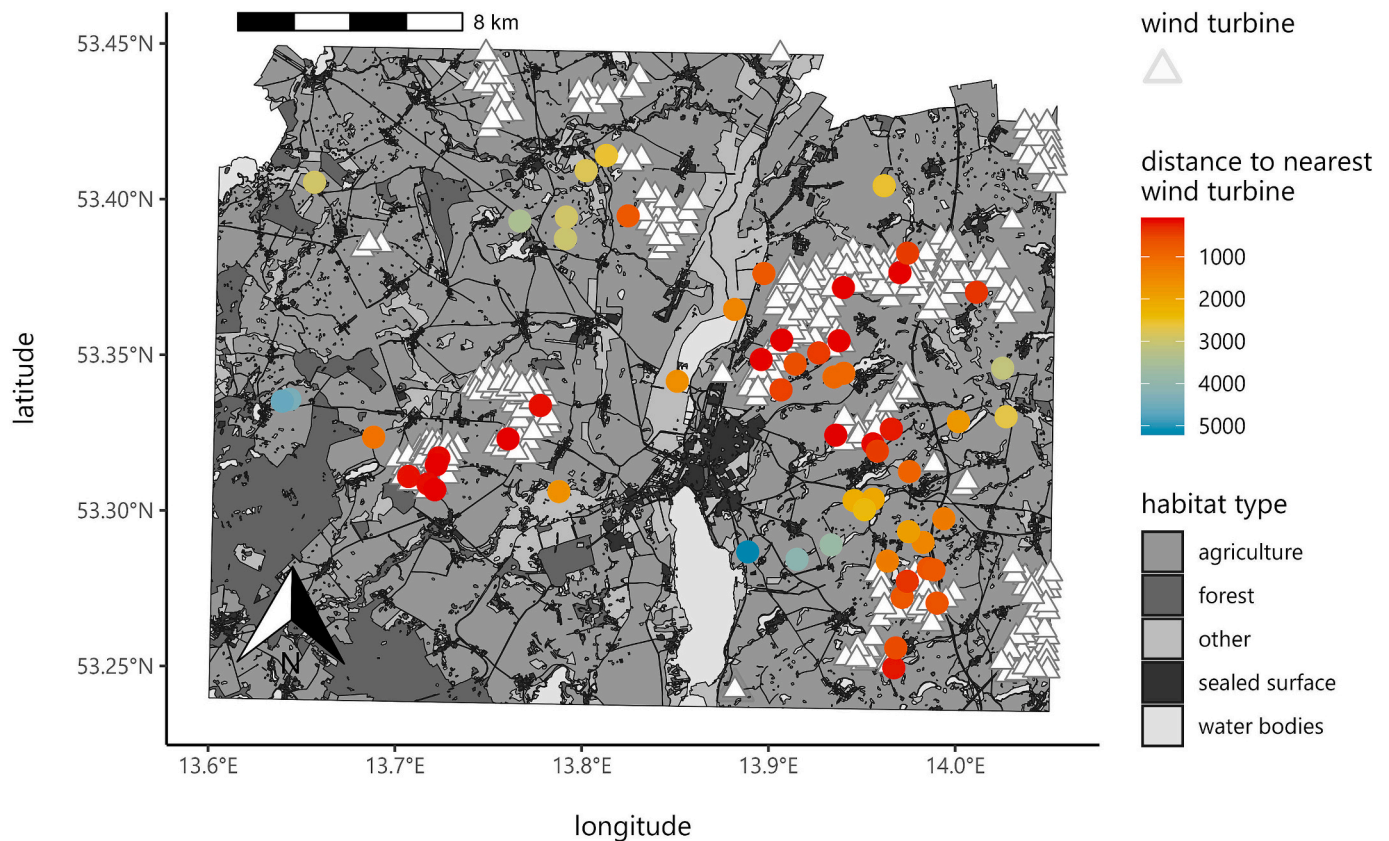 8 km
53.45°N
53.40°N
53.35°N
53.30°N
53.25°N
latitude
N
13.6°E
13.7°E
13.8°E
13.9°E
14.0°E
longitude
wind turbine
distance to nearest
wind turbine
1000
2000
3000
4000
5000
habitat type
agriculture
forest
other
sealed surface
water bodies